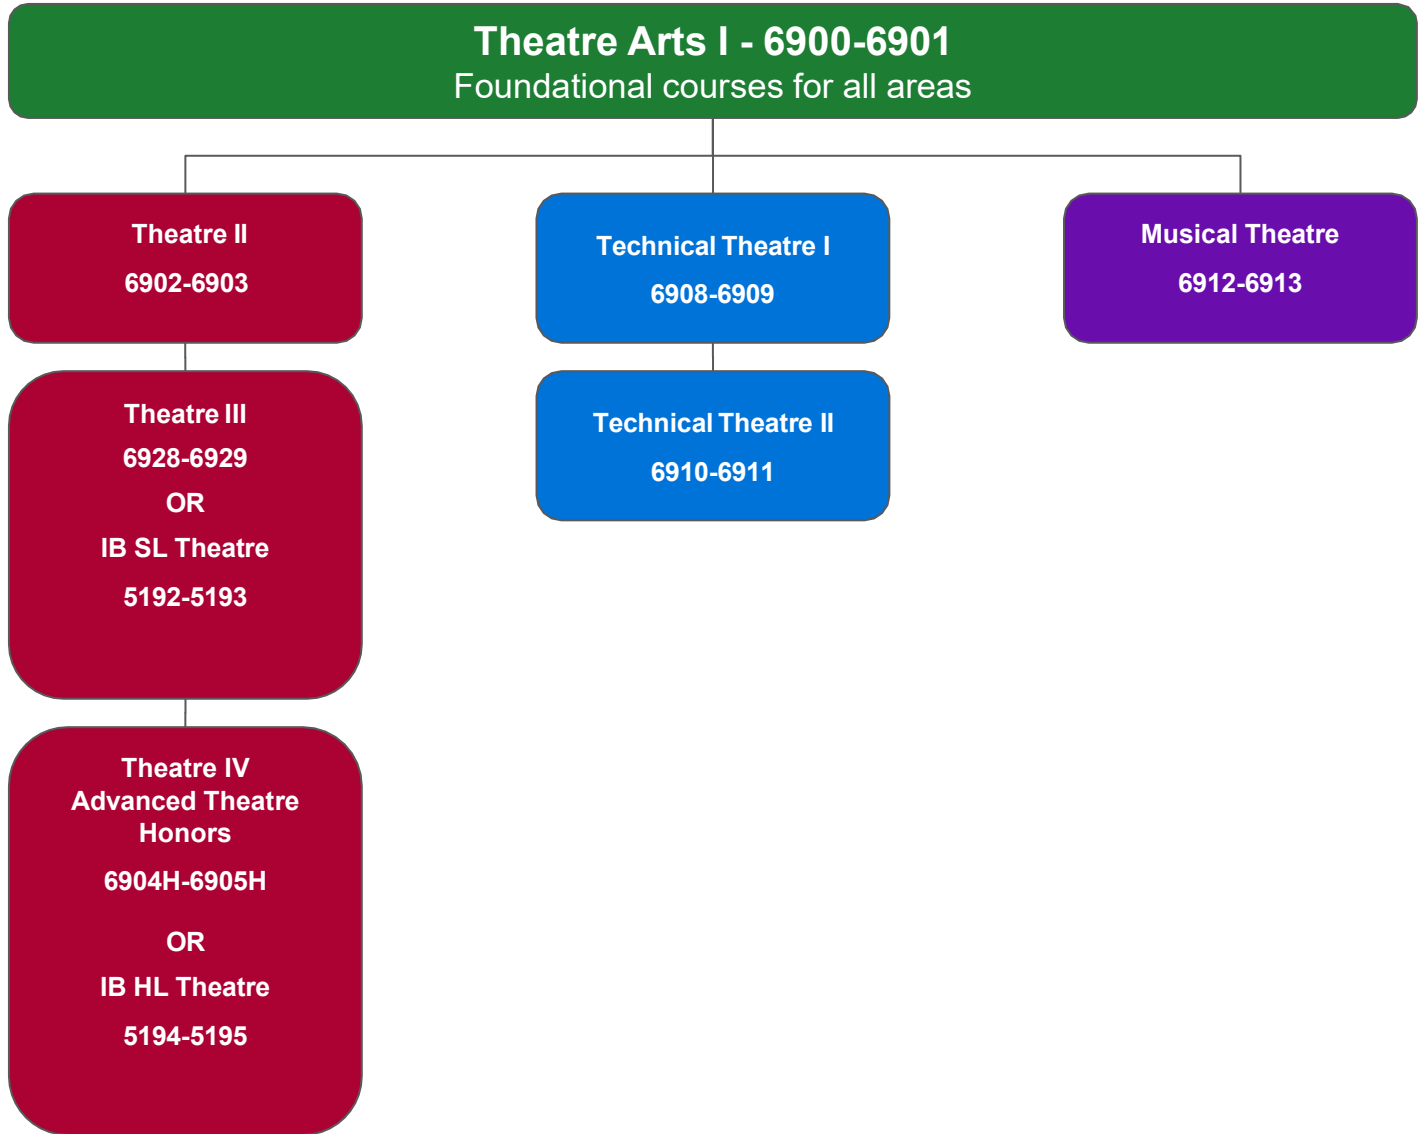 Theatre Arts I - 6900-6901
Foundational courses for all areas
Theatre II
6902-6903
Theatre III
6928-6929
OR
IB SL Theatre
5192-5193
Theatre IV
Advanced Theatre
Honors
6904H-6905H
OR
IB HL Theatre
5194-5195
Technical Theatre I
6908-6909
Technical Theatre II
6910-6911
Musical Theatre
6912-6913